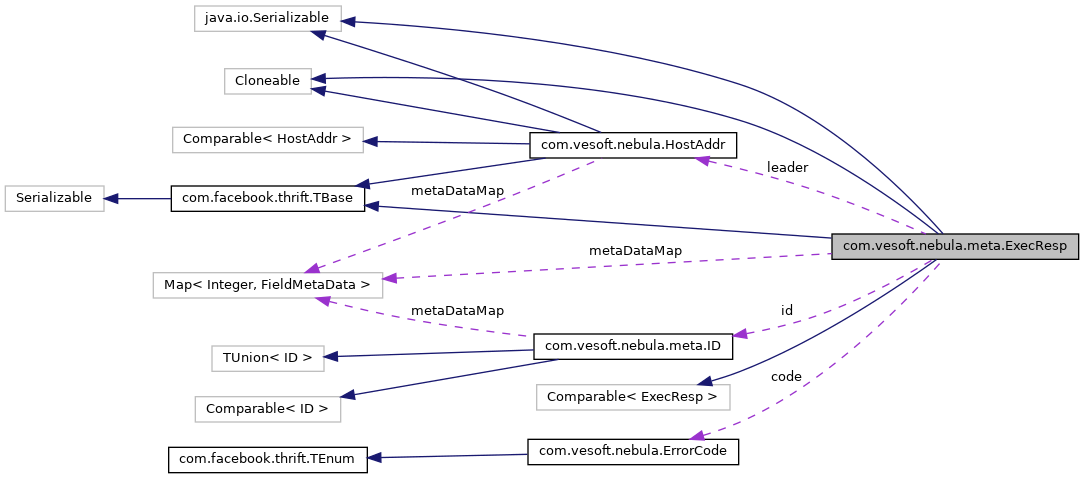 java.io.Serializable
Cloneable
Comparable< HostAddr >
com.vesoft.nebula.HostAddr
leader
metaDataMap
Serializable
com.facebook.thrift.TBase
com.vesoft.nebula.meta.ExecResp
metaDataMap
Map< Integer, FieldMetaData >
metaDataMap
id
com.vesoft.nebula.meta.ID
TUnion< ID >
code
Comparable< ExecResp >
Comparable< ID >
com.vesoft.nebula.ErrorCode
com.facebook.thrift.TEnum